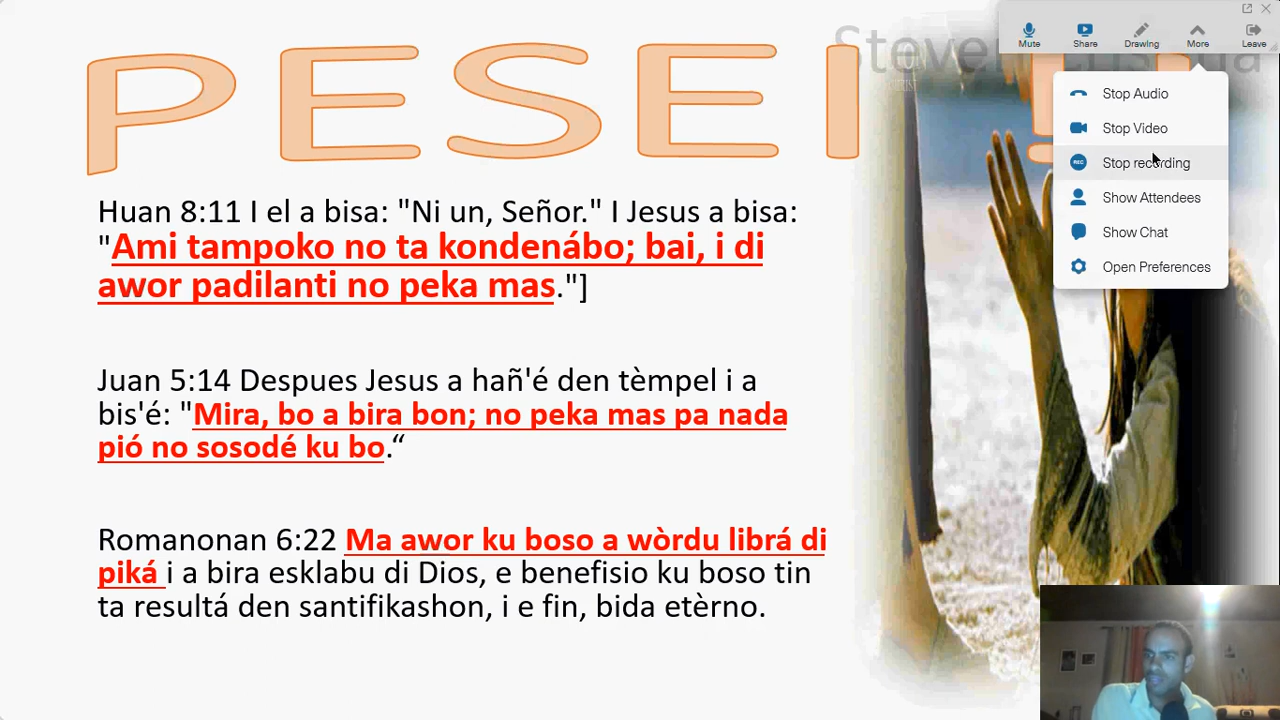 PESEI
Steven
Mute
Share
Drawing
More
Leave
Stop Audio
Stop Video
REC
Stop recording
Show Attendees
Show Chat
Open Preferences
Huan 8:11 I el a bisa: "Ni un, Señor." I Jesus a bisa:
"Ami tampoko no ta kondenábo; bai, i di
awor padilanti no peka mas."]
Juan 5:14 Despues Jesus a hañ'é den tèmpel i a
bis'é: "Mira, bo a bira bon; no peka mas pa nada
pió no sosodé ku bo.“
Romanonan 6:22 Ma awor ku boso a wòrdu librá di
piká i a bira esklabu di Dios, e benefisio ku boso tin
ta resultá den santifikashon, i e fin, bida etèrno.